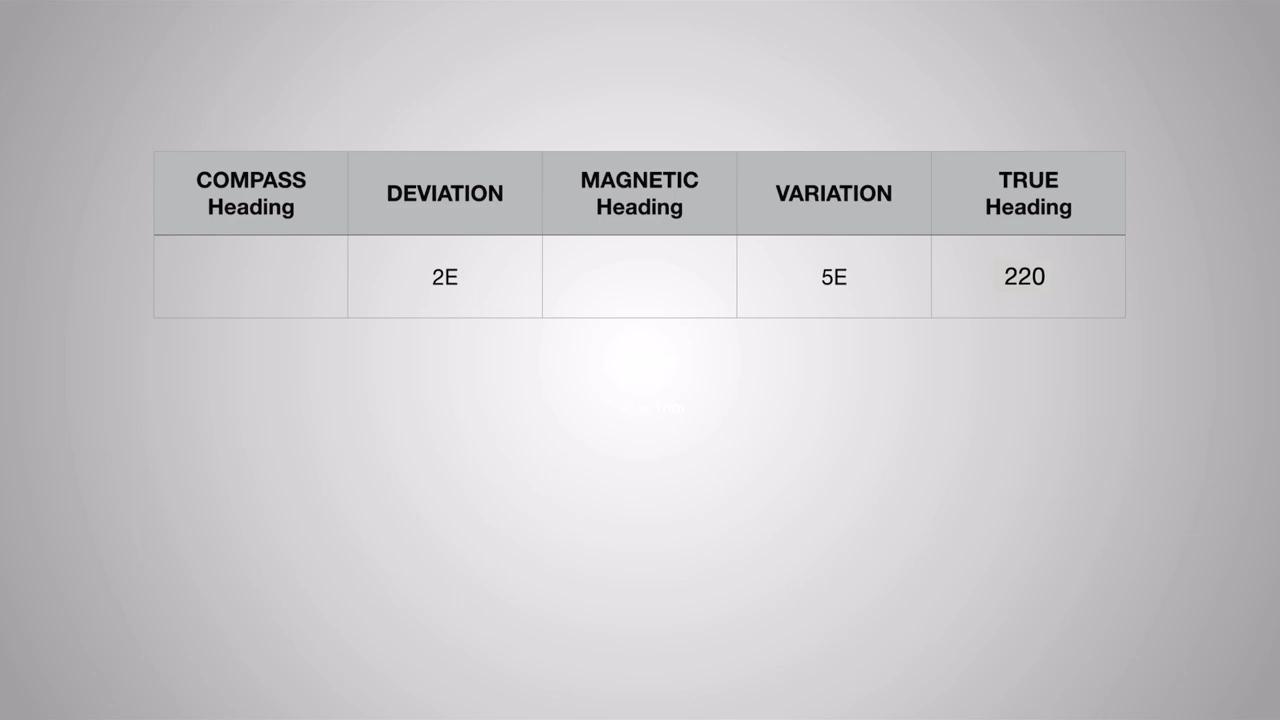 COMPASS
Heading
DEVIATION
MAGNETIC
Heading
VARIATION
TRUE
Heading
2E
5E
220